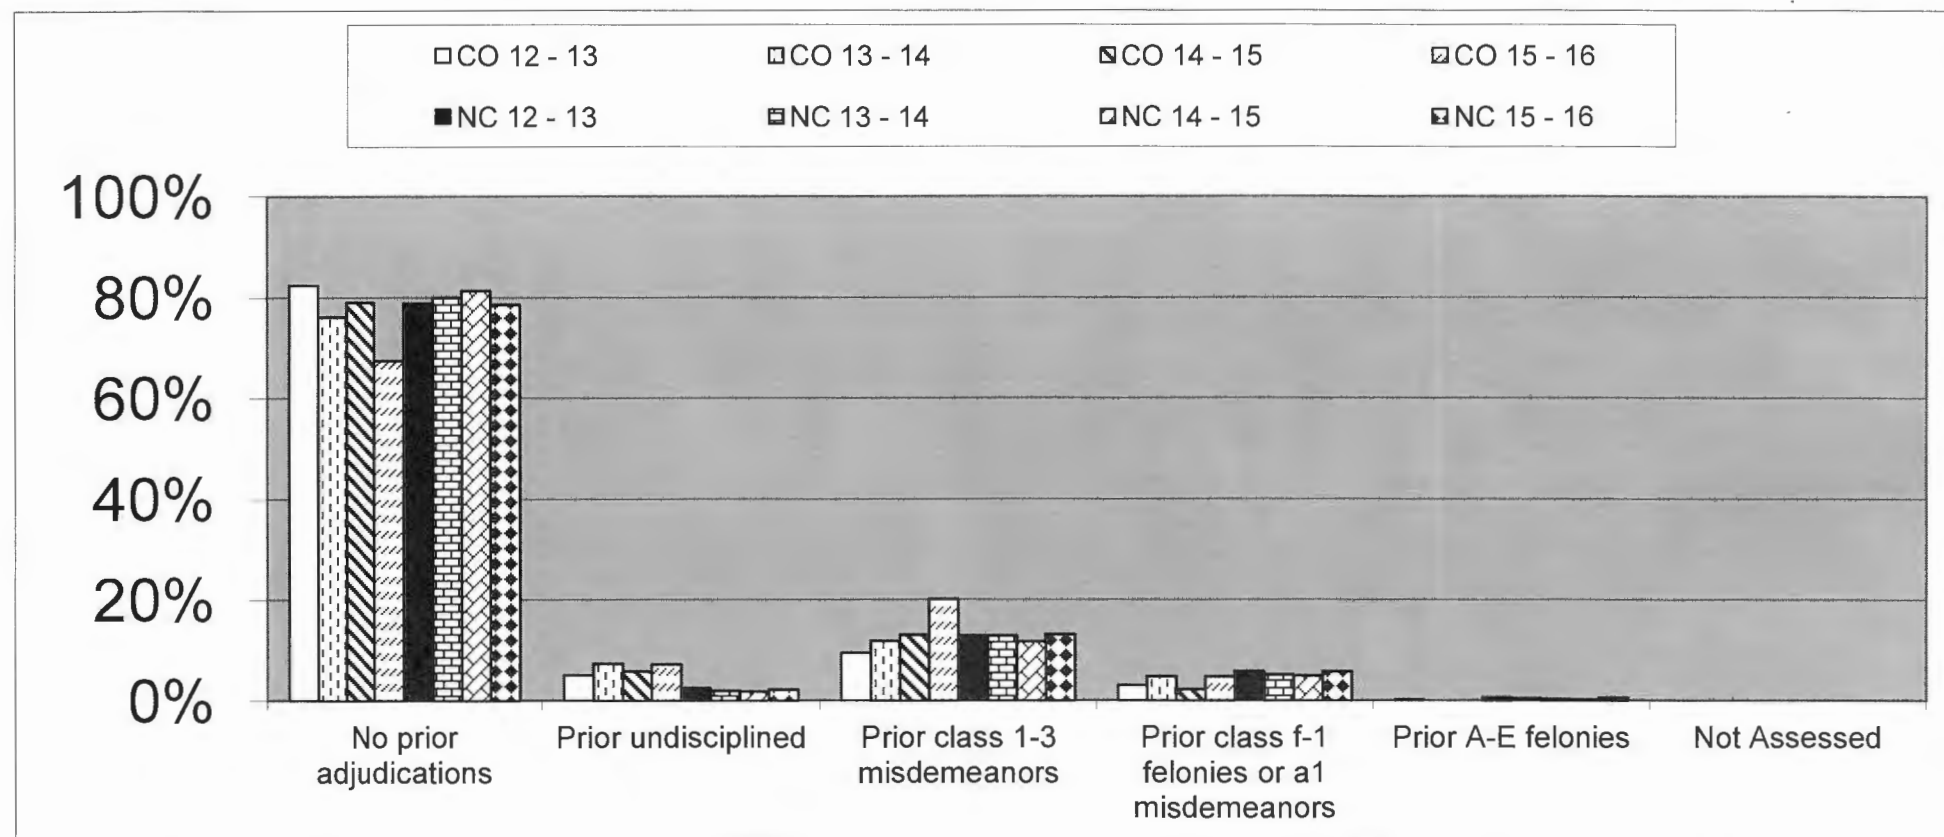 CO 12 - 13 CO 13 - 14 CO 14 - 15 CO 15 - 16
NC 12 - 13 NC 13 - 14 NC 14 - 15 NC 15 - 16
100%
80%
60%
40%
20%
0%
No prior adjudications
Prior undisciplined
Prior class 1-3 misdemeanors
Prior class f-1 felonies or a1 misdemeanors
Prior A-E felonies
Not Assessed